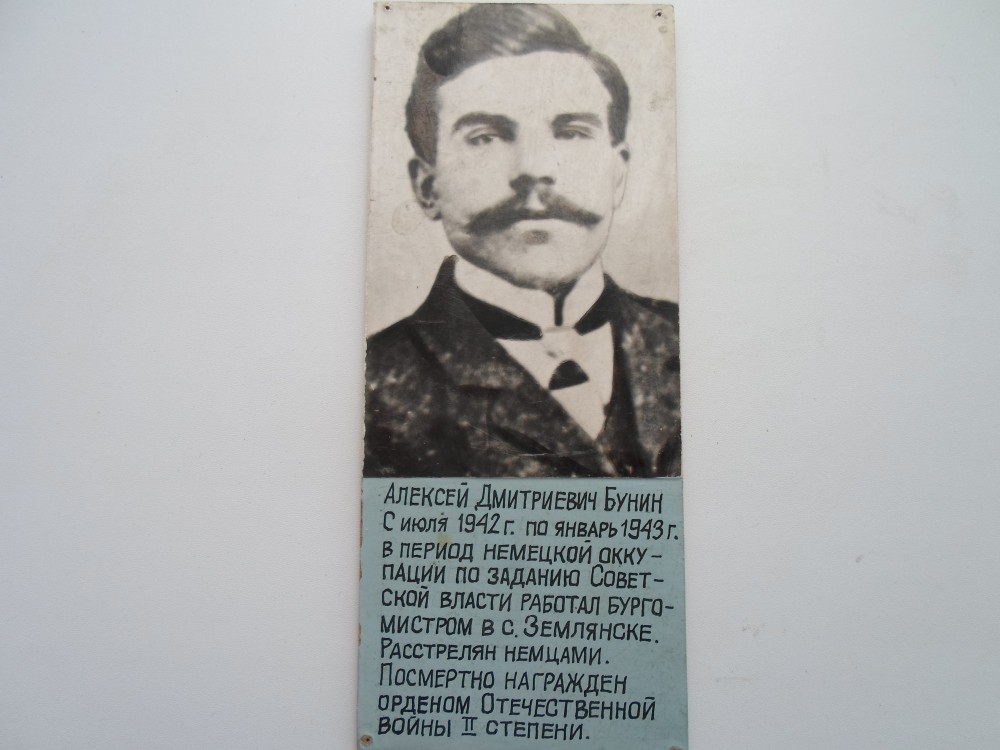 Алексей Дмитриевич Бунин
С июля 1942 г. по январь 1943 г.
в период немецкой окку-
пации по заданию Совет-
ской власти работал бурго-
мистром в с. Землянске.
Расстрелян немцами.
Посмертно награжден
орденом Отечественной
войны II степени.